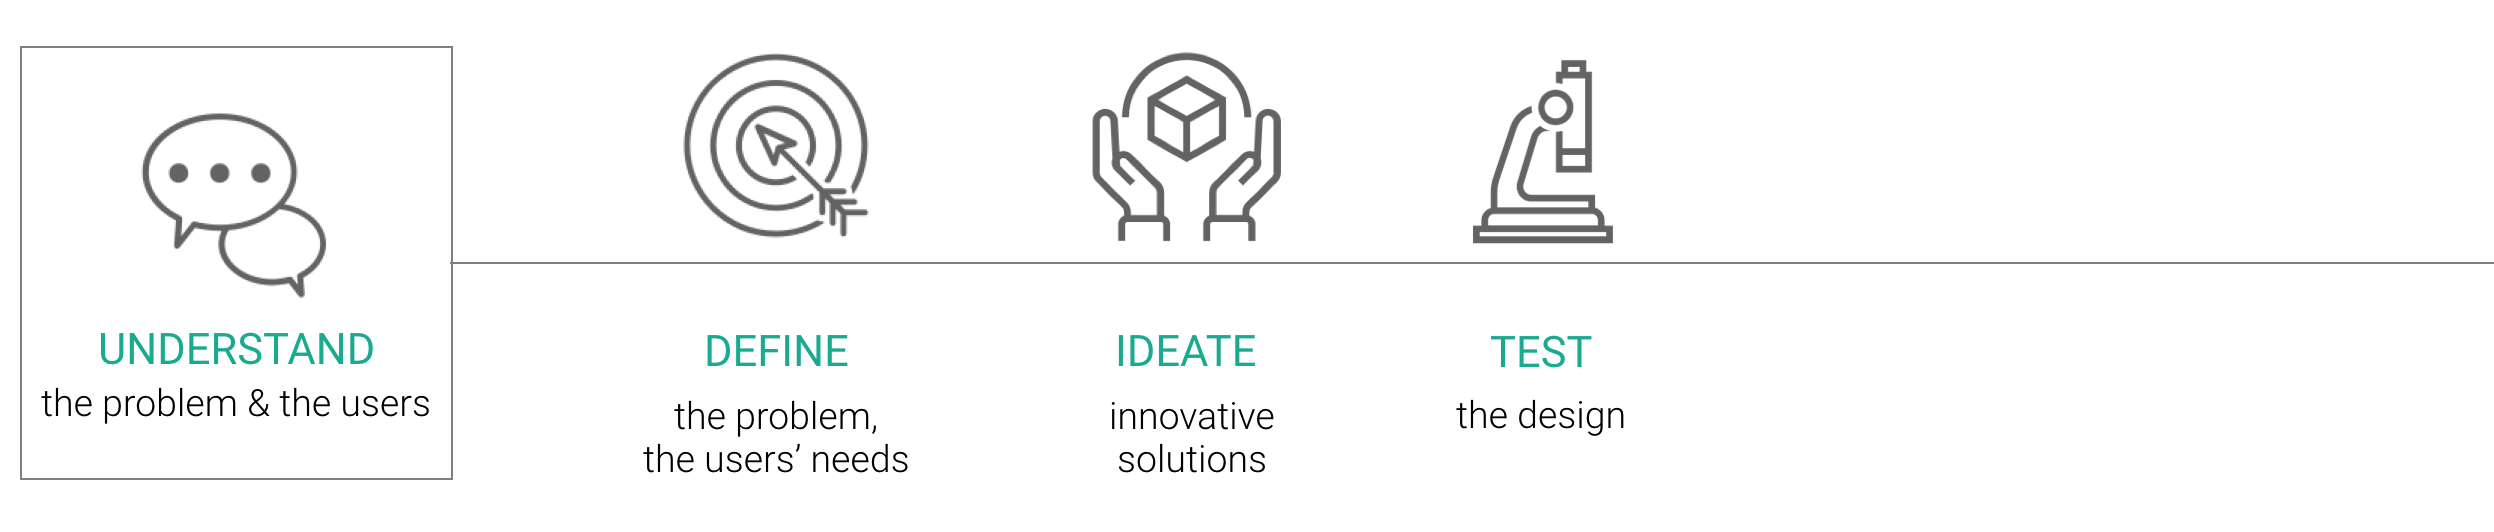 UNDERSTAND
the problem & the users
DEFINE
the problem,
the users’ needs
IDEATE
innovative
solutions
TEST
the design